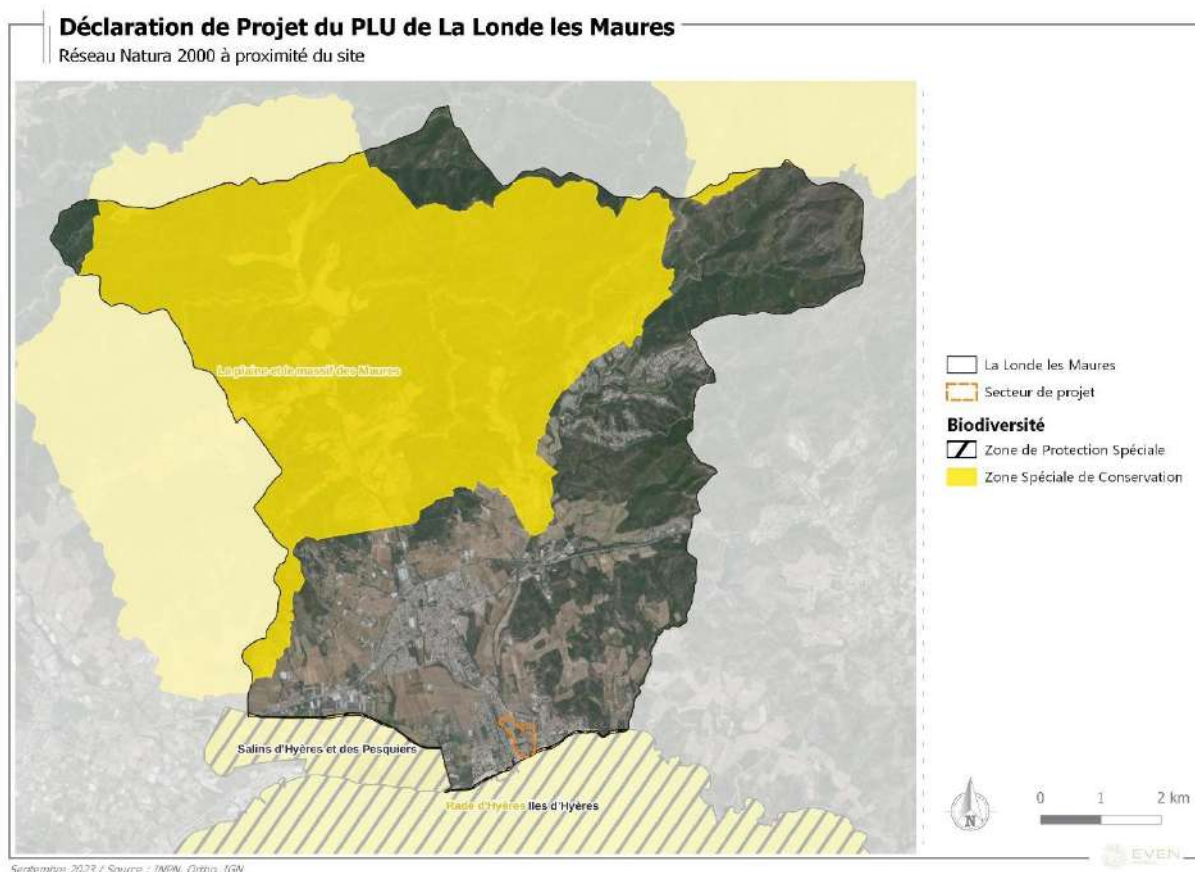 Déclaration de Projet du PLU de La Londe les Maures
Réseau Natura 2000 à proximité du site
La plaine et le massif des Maures
Salins d'Hyères et des Pesquiers
Rade d'Hyères Iles d'Hyères
La Londe les Maures
Secteur de projet
Biodiversité
Zone de Protection Spéciale
Zone Spéciale de Conservation
N
0 1 2 km
EVEN
Septembre 2023 / Source : INPN, Ortho, IGN